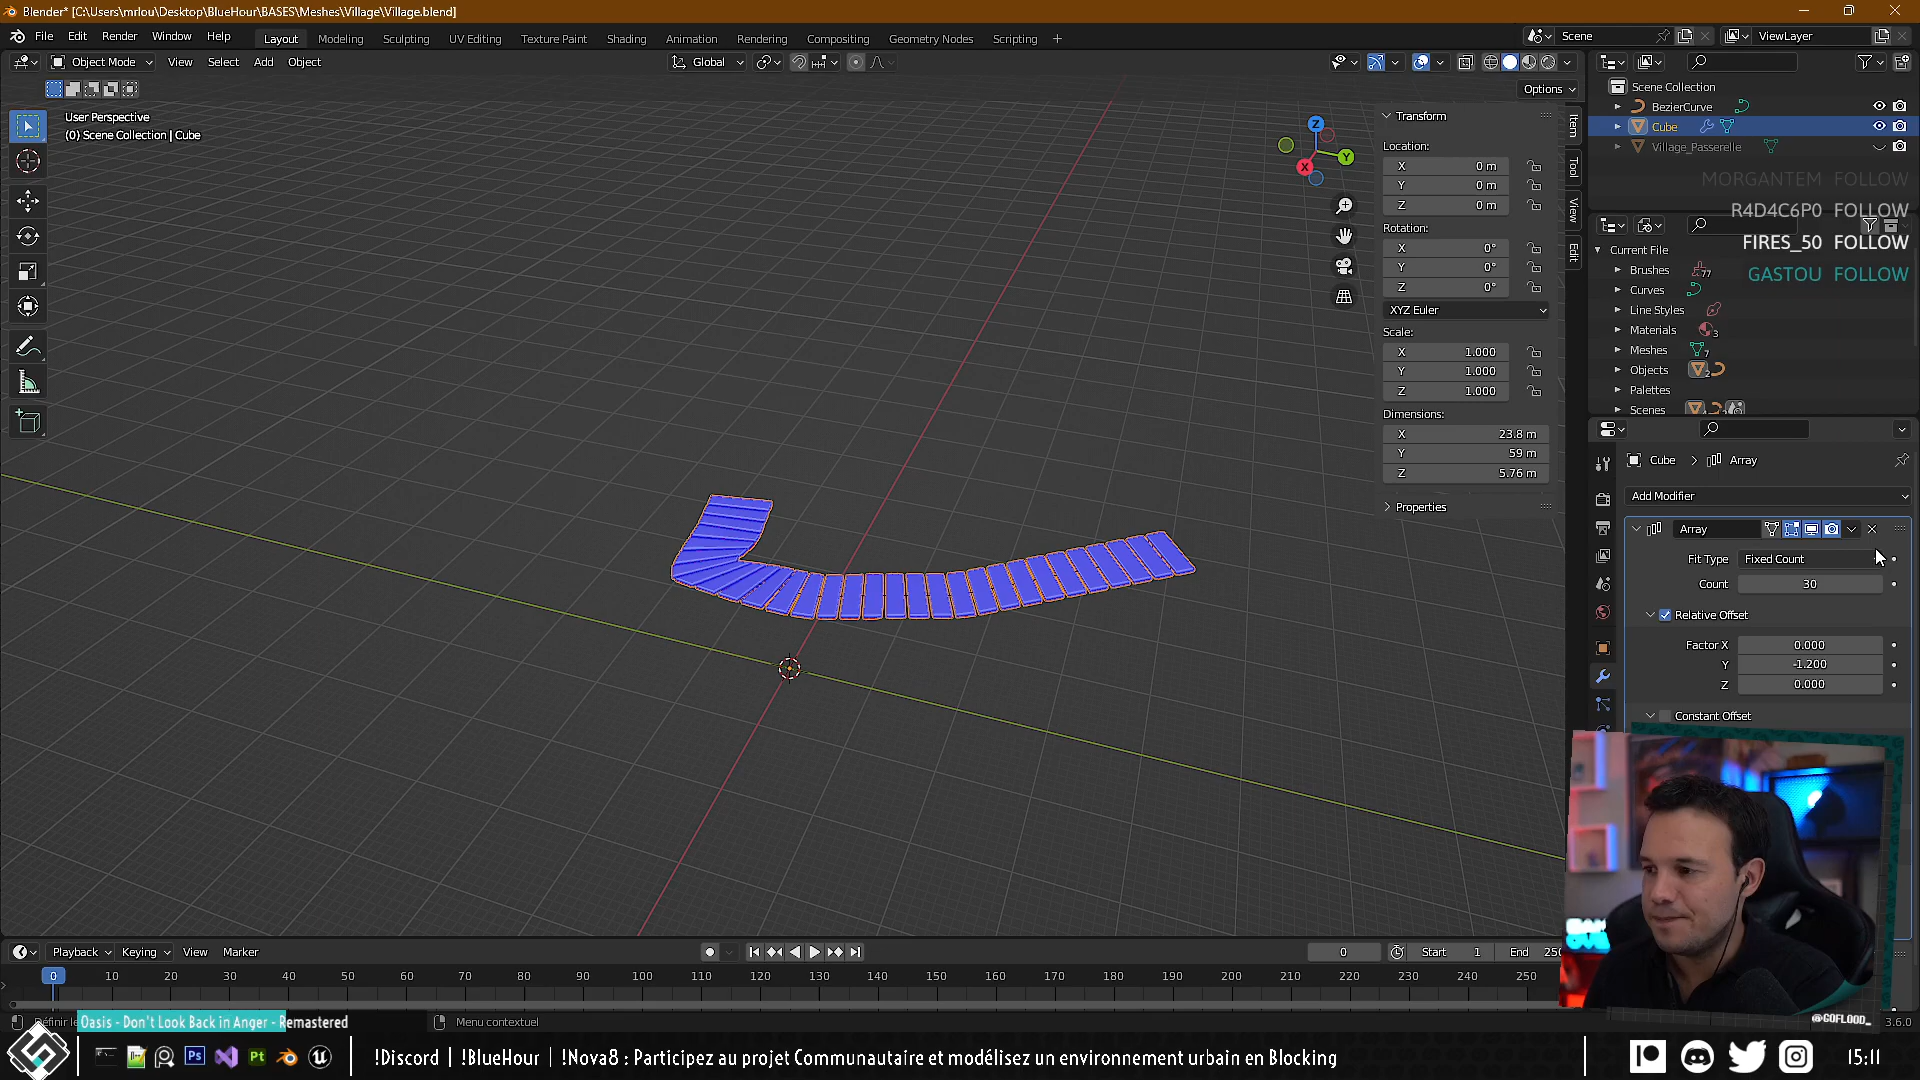 Blender* [C:\Users\mrlou\Desktop\BlueHour\BASES\Meshes\Village\Village.blend]
File Edit Render Window Help
Layout Modeling Sculpting UV Editing Texture Paint Shading Animation Rendering Compositing Geometry Nodes Scripting +
Scene
ViewLayer
Object Mode View Select Add Object
Global
Options
User Perspective
(0) Scene Collection | Cube
Z
Y
X
Transform
Location:
X 0 m
Y 0 m
Z 0 m
Rotation:
X 0°
Y 0°
Z 0°
XYZ Euler
Scale:
X 1.000
Y 1.000
Z 1.000
Dimensions:
X 23.8 m
Y 59 m
Z 5.76 m
Properties
Item
Tool
View
Edit
Scene Collection
BezierCurve
Cube
Village_Passerelle
MORGANTEM FOLLOW
R4D4C6P0 FOLLOW
FIRES_50 FOLLOW
GASTOU FOLLOW
Current File
Brushes 77
Curves
Line Styles
Materials 3
Meshes 7
Objects 2
Palettes
Scenes
Cube > Array
Add Modifier
Array
Fit Type Fixed Count
Count 30
Relative Offset
Factor X 0.000
Y -1.200
Z 0.000
Constant Offset
@GOFLOOD_
Playback Keying View Marker
0
Start 1
End 250
0 10 20 30 40 50 60 70 80 90 100 110 120 130 140 150 160 170 180 190 200 210 220 230 240 250
Définir le
Oasis - Don't Look Back in Anger - Remastered
Menu contextuel
3.6.0
Ps
Pt
!Discord | !BlueHour | !Nova8 : Participez au projet Communautaire et modélisez un environnement urbain en Blocking
15:11